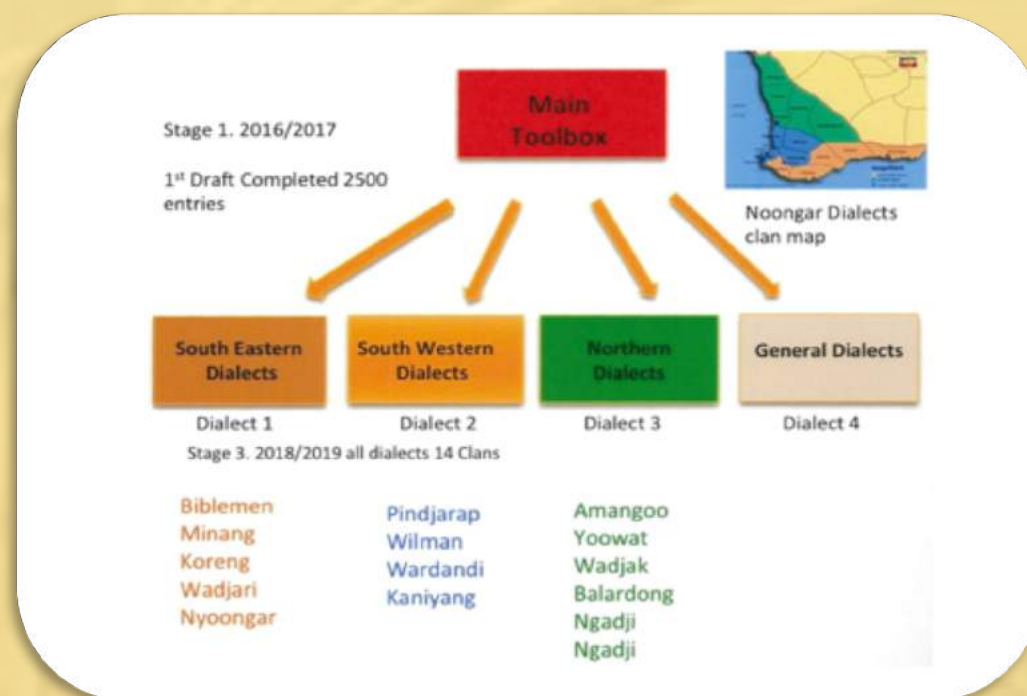 Main
Toolbox
Stage 1. 2016/2017
1st Draft Completed 2500
entries
Noongar Dialects
clan map
South Eastern
Dialects
South Western
Dialects
Northern
Dialects
General Dialects
Dialect 1
Dialect 2
Dialect 3
Dialect 4
Stage 3. 2018/2019 all dialects 14 Clans
Biblemen
Minang
Koreng
Wadjari
Nyoongar
Pindjarap
Wilman
Wardandi
Kaniyang
Amangoo
Yoowat
Wadjak
Balardong
Ngadji
Ngadji